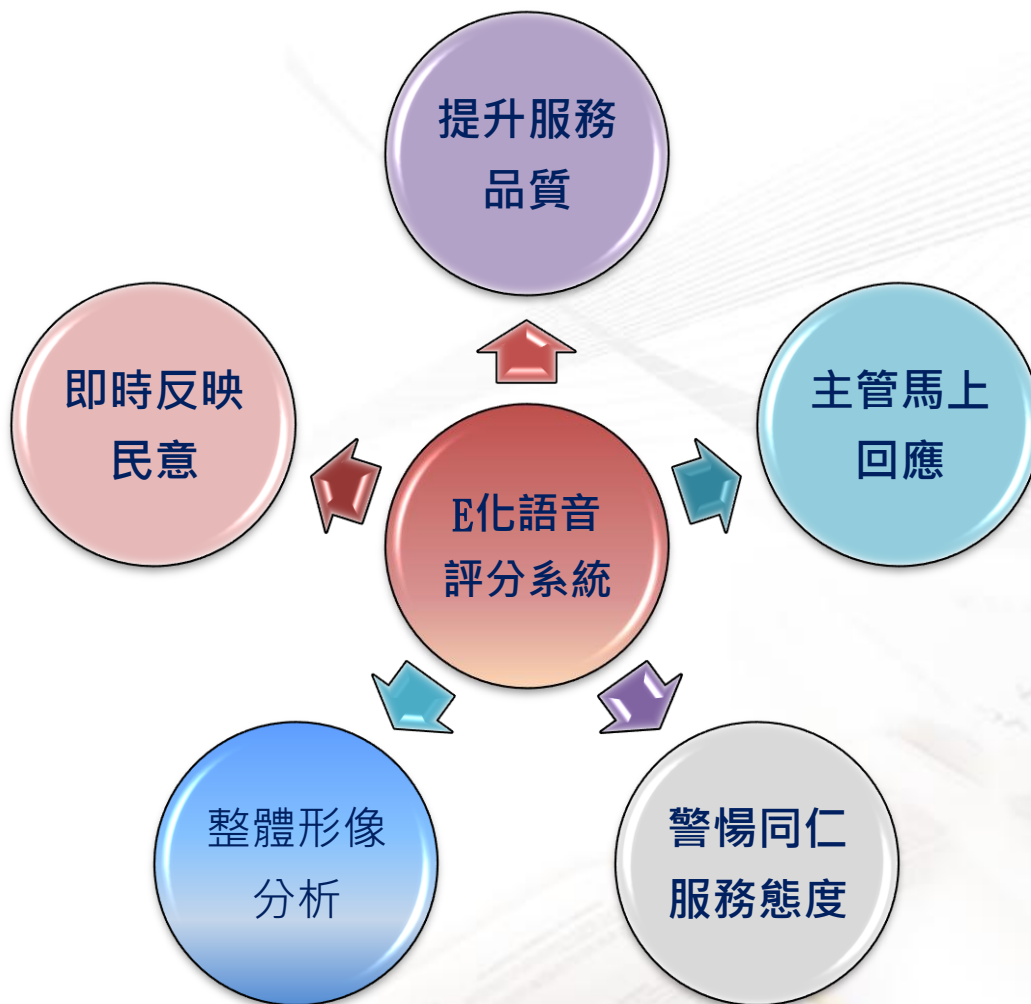 提升服務
品質
即時反映
民意
主管馬上
回應
E化語音
評分系統
整體形像
分析
警惕同仁
服務態度